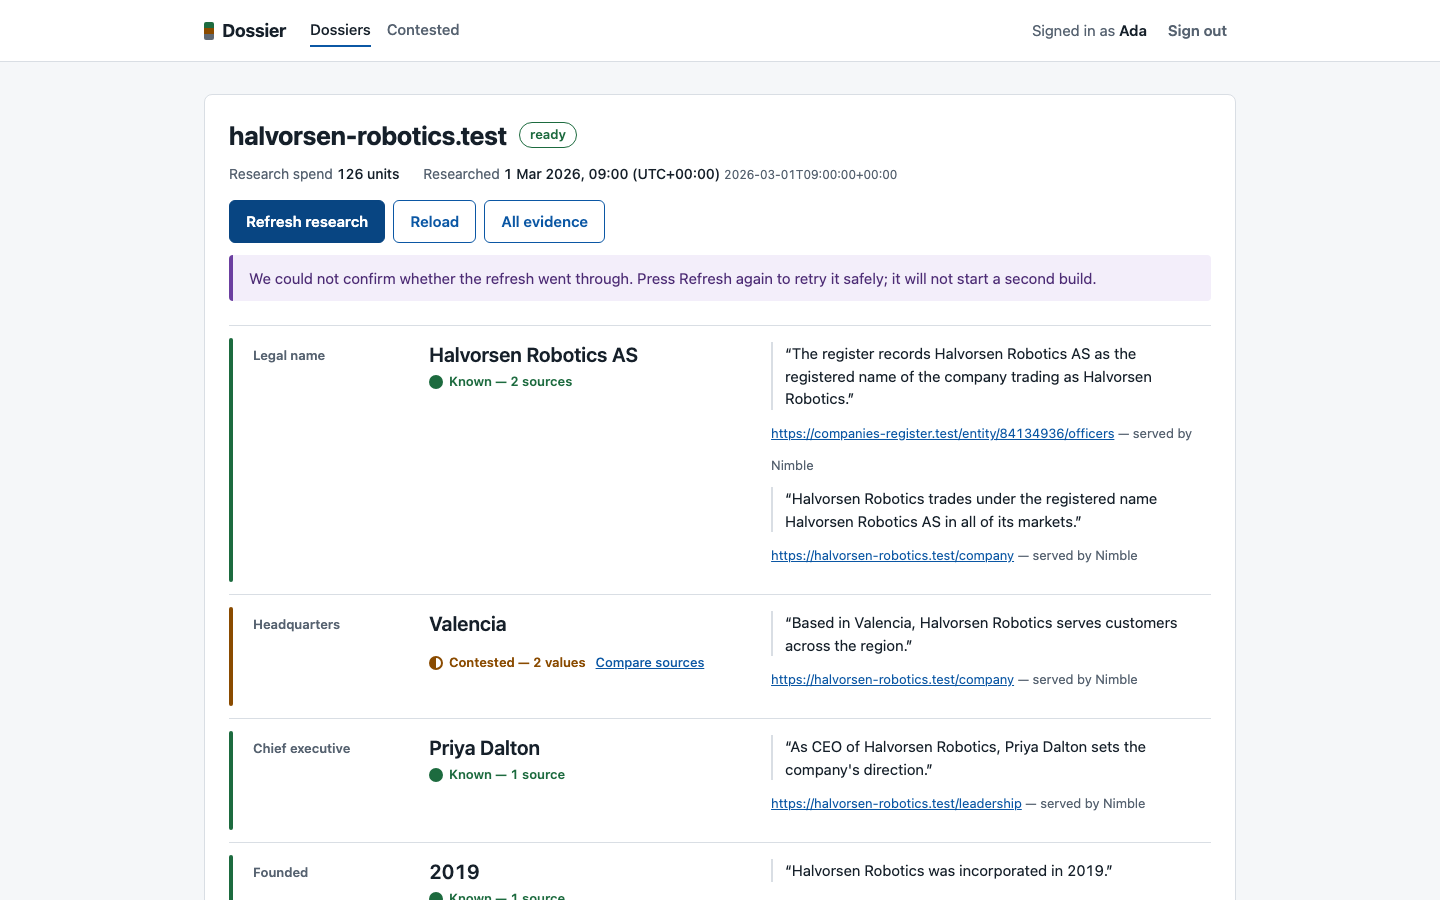 Dossier
Dossiers
Contested
Signed in as Ada
Sign out
halvorsen-robotics.test
ready
Research spend 126 units
Researched 1 Mar 2026, 09:00 (UTC+00:00) 2026-03-01T09:00:00+00:00
Refresh research
Reload
All evidence
We could not confirm whether the refresh went through. Press Refresh again to retry it safely; it will not start a second build.
Legal name
Halvorsen Robotics AS
Known — 2 sources
“The register records Halvorsen Robotics AS as the
registered name of the company trading as Halvorsen
Robotics.”
https://companies-register.test/entity/84134936/officers — served by
Nimble
“Halvorsen Robotics trades under the registered name
Halvorsen Robotics AS in all of its markets.”
https://halvorsen-robotics.test/company — served by Nimble
Headquarters
Valencia
Contested — 2 values
Compare sources
“Based in Valencia, Halvorsen Robotics serves customers
across the region.”
https://halvorsen-robotics.test/company — served by Nimble
Chief executive
Priya Dalton
Known — 1 source
“As CEO of Halvorsen Robotics, Priya Dalton sets the
company's direction.”
https://halvorsen-robotics.test/leadership — served by Nimble
Founded
2019
Known — 1 source
“Halvorsen Robotics was incorporated in 2019.”